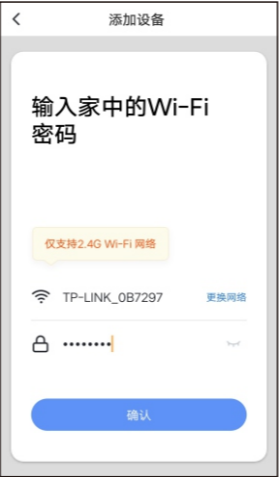 添加设备
输入家中的Wi-Fi
密码
仅支持2.4G Wi-Fi 网络
TP-LINK_0B7297
更换网络
••••••••
确认